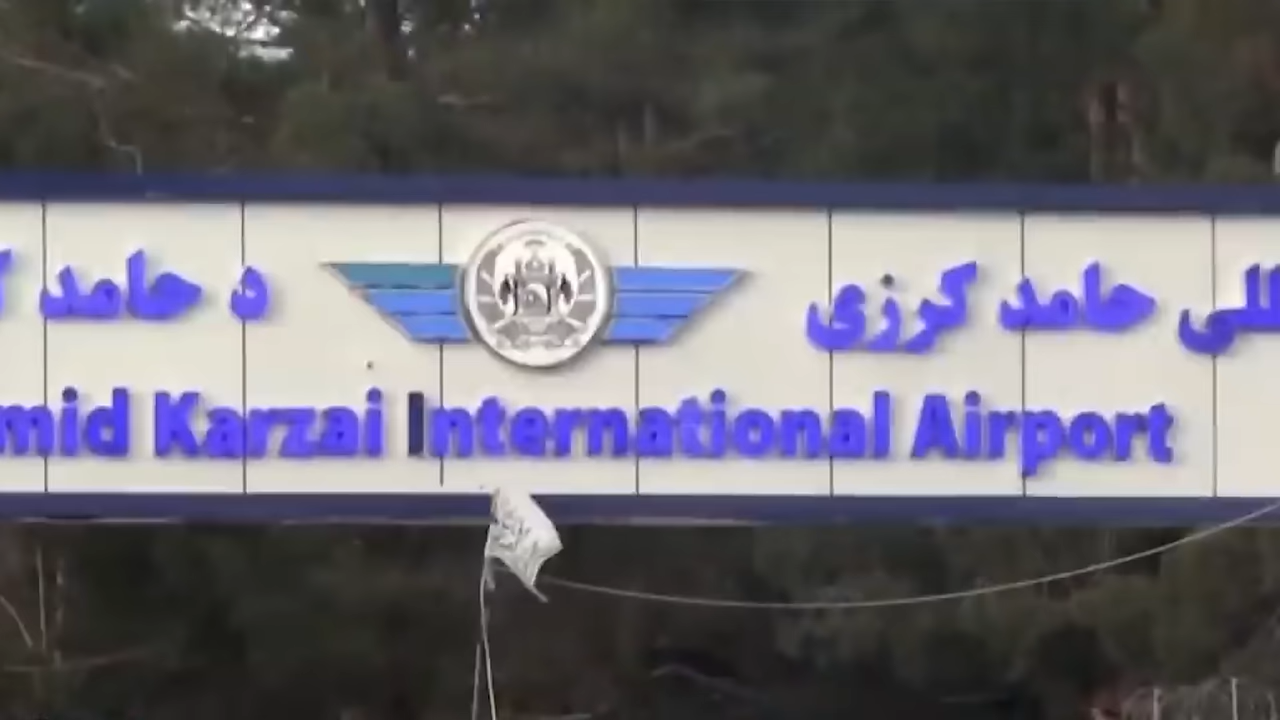 د حامد
للی حامد کرزی
mid Karzai International Airport